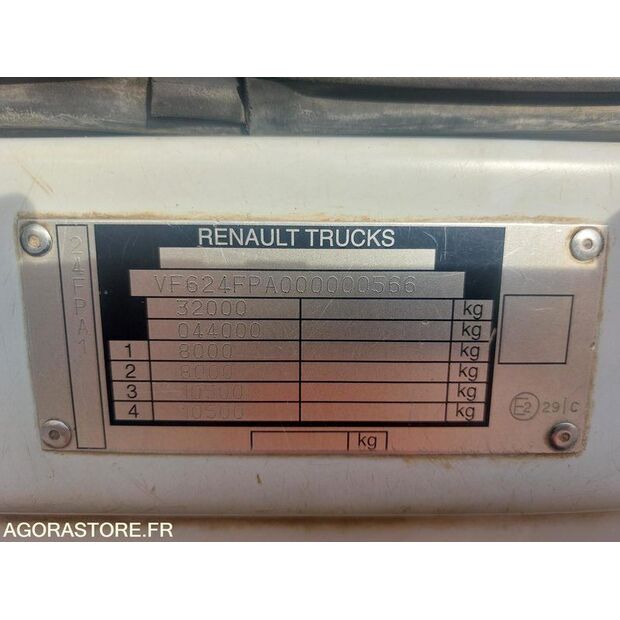 24FPA1
RENAULT TRUCKS
VF624FPA000000566
32000 kg
044000 kg
1 8000 kg
2 8000 kg
3 10500 kg
4 10500 kg
kg
E2 29|C
AGORASTORE.FR